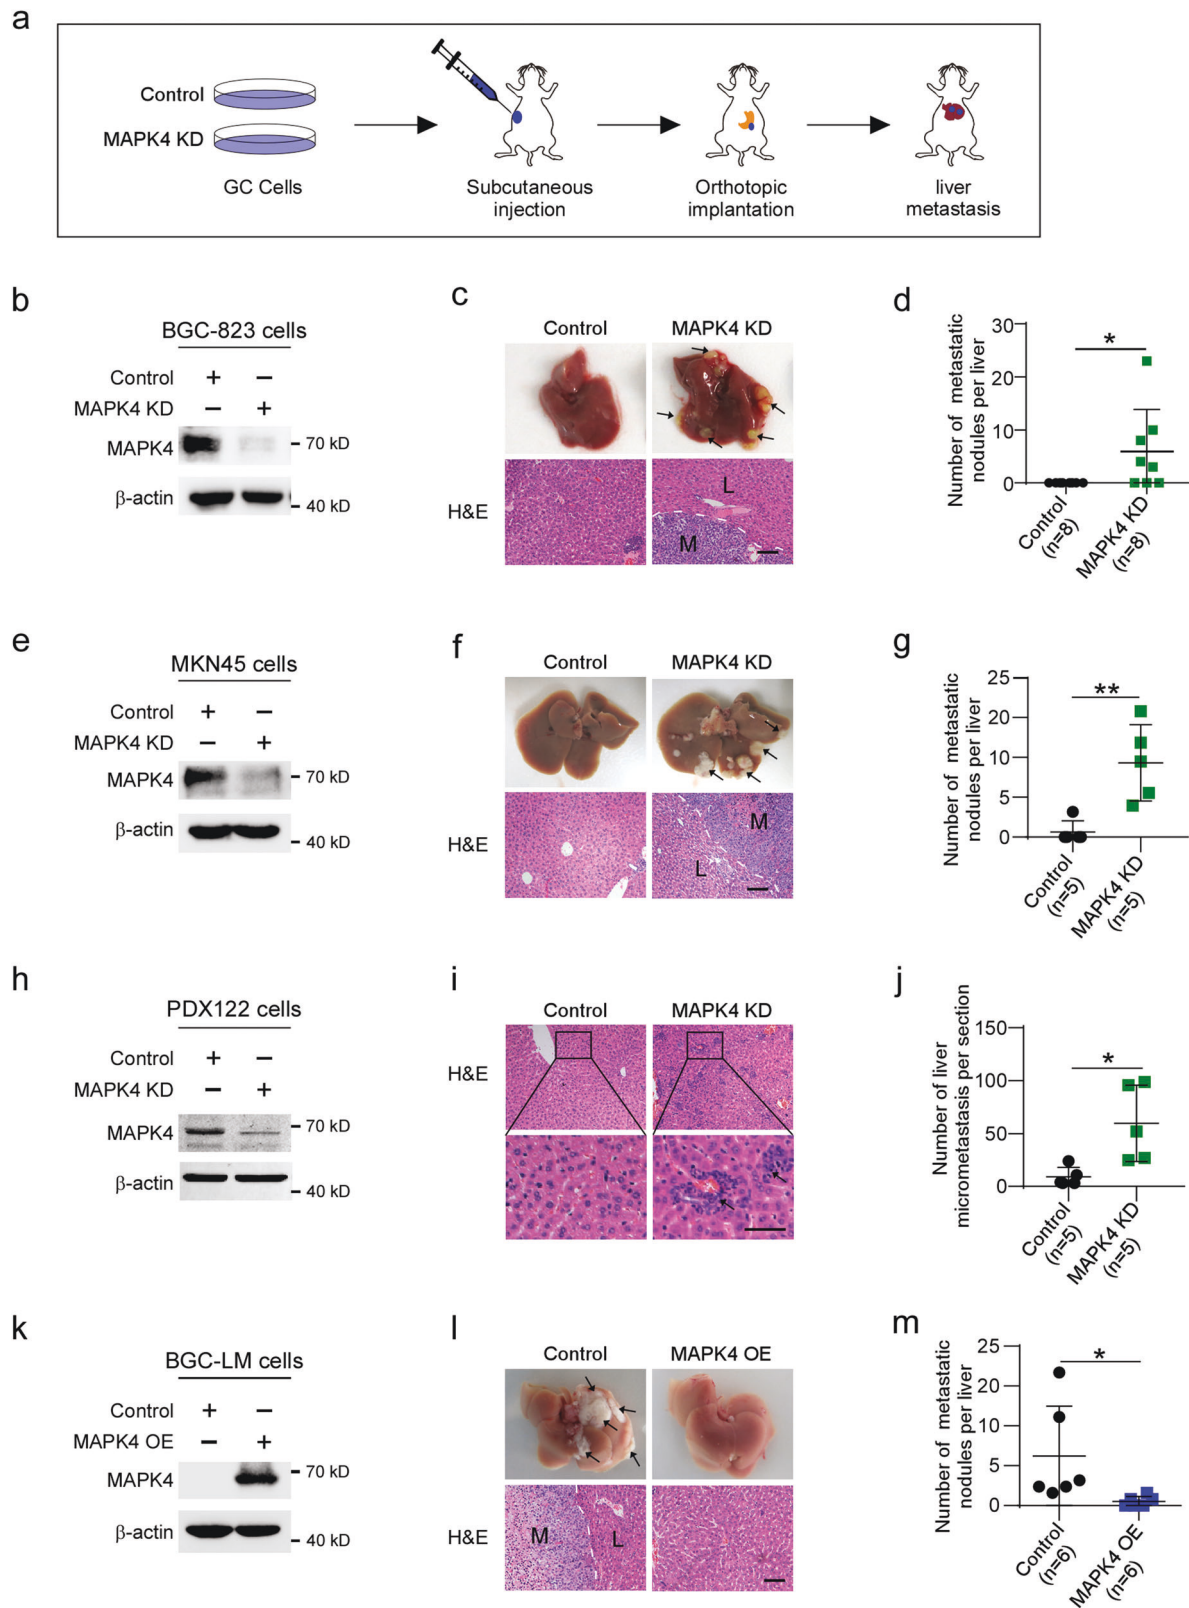 a
Control
MAPK4 KD
GC Cells
Subcutaneous
injection
Orthotopic
implantation
liver
metastasis
b
BGC-823 cells
Control + −
MAPK4 KD − +
MAPK4
70 kD
β-actin
40 kD
c
Control
MAPK4 KD
H&E
L
M
d
Number of metastatic
nodules per liver
30
20
10
0
*
Control
(n=8)
MAPK4 KD
(n=8)
e
MKN45 cells
Control + −
MAPK4 KD − +
MAPK4
70 kD
β-actin
40 kD
f
Control
MAPK4 KD
H&E
M
L
g
Number of metastatic
nodules per liver
25
20
10
5
0
**
Control
(n=5)
MAPK4 KD
(n=5)
h
PDX122 cells
Control + −
MAPK4 KD − +
MAPK4
70 kD
β-actin
40 kD
i
Control
MAPK4 KD
H&E
j
Number of liver
micrometastasis per section
150
100
50
0
*
Control
(n=5)
MAPK4 KD
(n=5)
k
BGC-LM cells
Control + −
MAPK4 OE − +
MAPK4
70 kD
β-actin
40 kD
l
Control
MAPK4 OE
H&E
M
L
m
Number of metastatic
nodules per liver
25
20
10
5
0
*
Control
(n=6)
MAPK4 OE
(n=6)